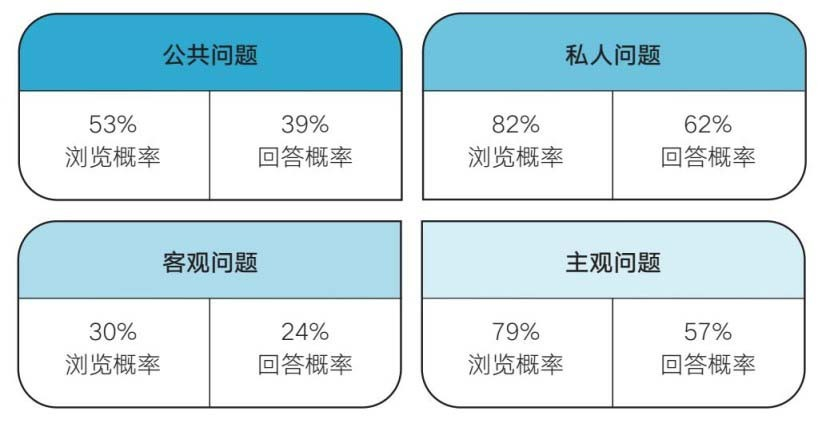 公共问题
53%
浏览概率
39%
回答概率
私人问题
82%
浏览概率
62%
回答概率
客观问题
30%
浏览概率
24%
回答概率
主观问题
79%
浏览概率
57%
回答概率